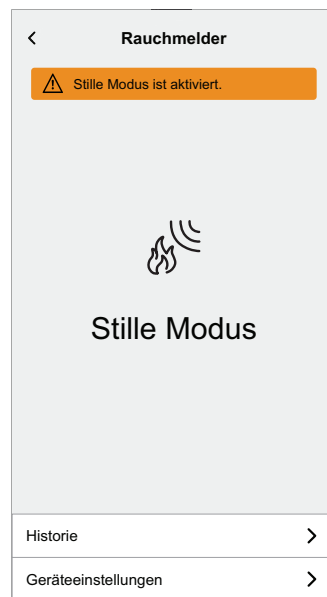 Rauchmelder
Stille Modus ist aktiviert.
Stille Modus
Historie
Geräteeinstellungen